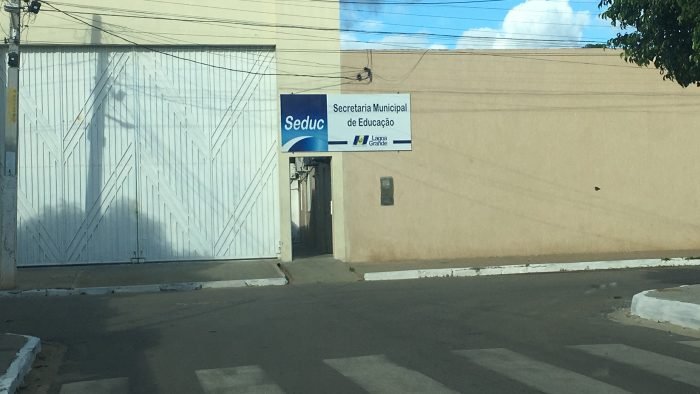 Seduc
Secretaria Municipal
de Educação
Lagoa
Grande